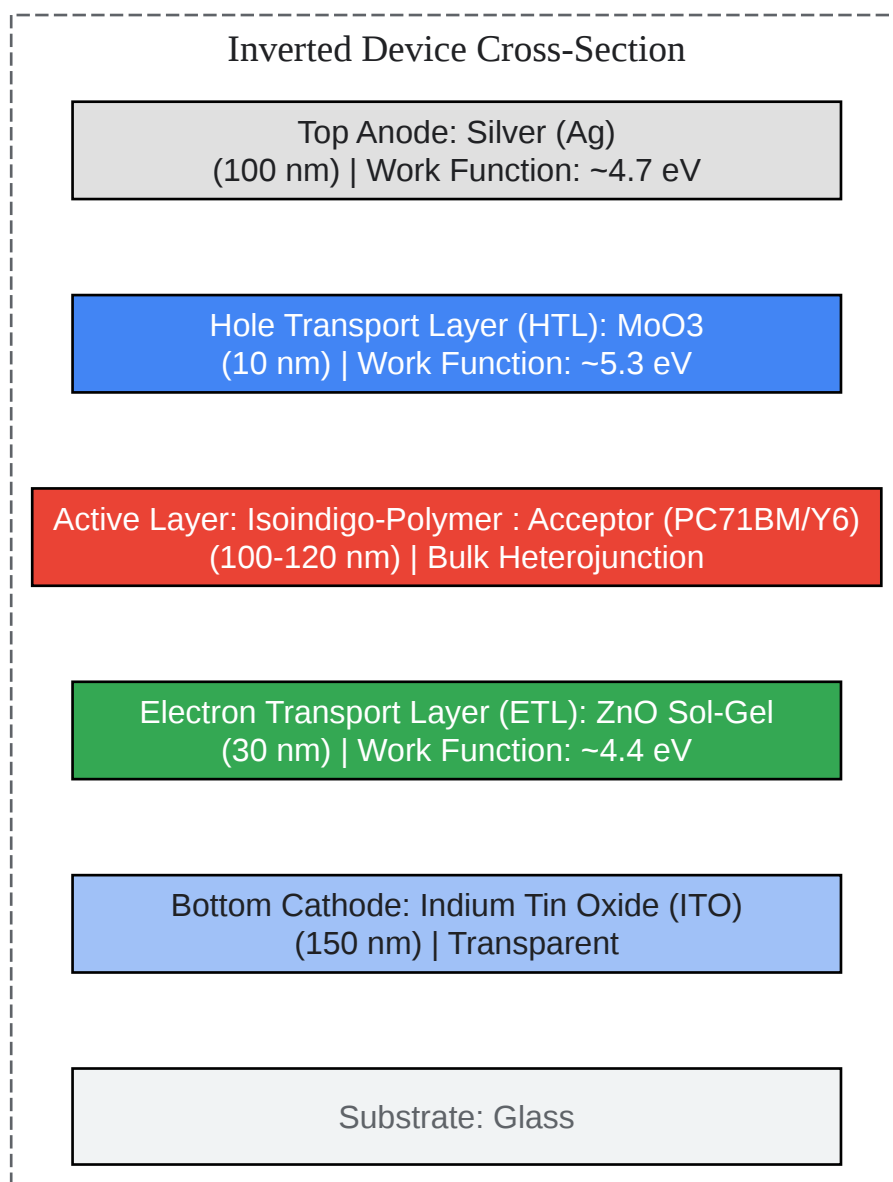 Inverted Device Cross-Section
Top Anode: Silver (Ag)
(100 nm) | Work Function: ~4.7 eV
Hole Transport Layer (HTL): MoO3
(10 nm) | Work Function: ~5.3 eV
Active Layer: Isoindigo-Polymer : Acceptor (PC71BM/Y6)
(100-120 nm) | Bulk Heterojunction
Electron Transport Layer (ETL): ZnO Sol-Gel
(30 nm) | Work Function: ~4.4 eV
Bottom Cathode: Indium Tin Oxide (ITO)
(150 nm) | Transparent
Substrate: Glass